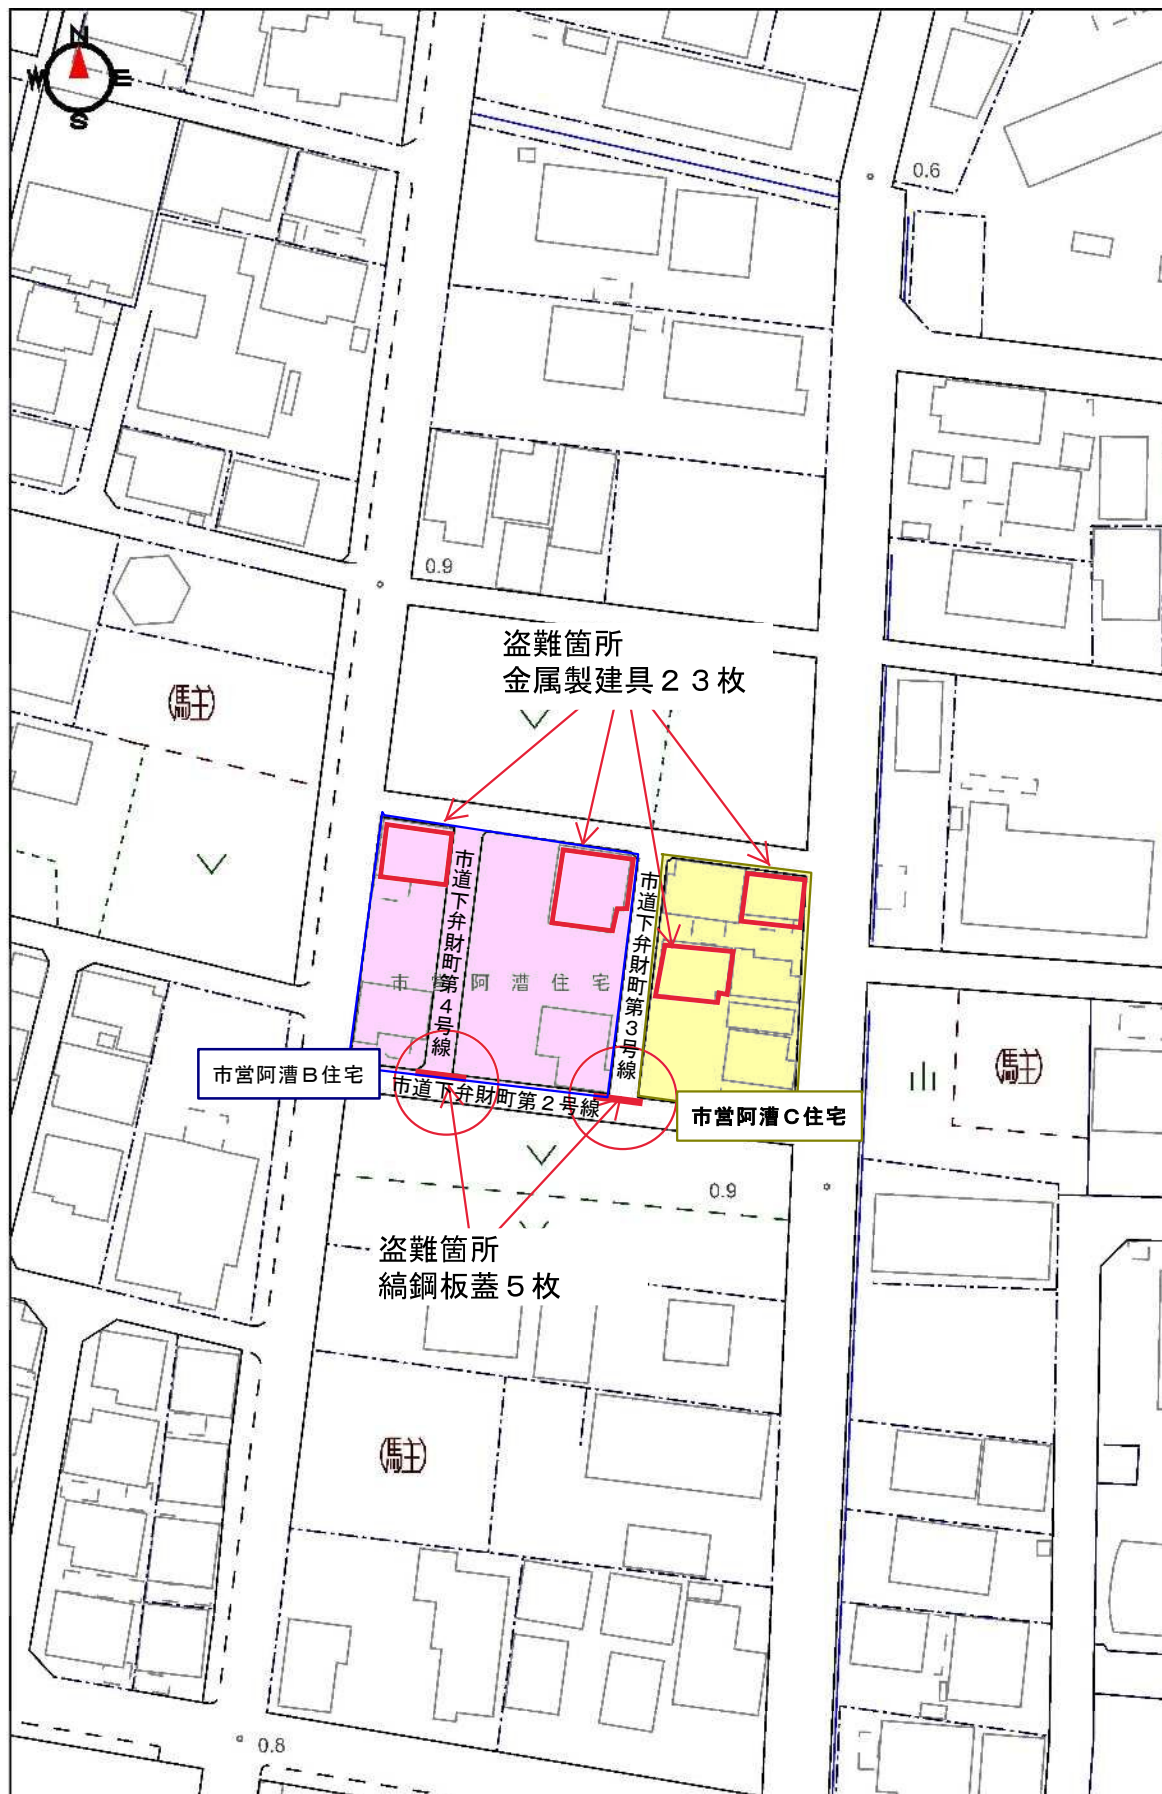 N
W E
S
0.6
0.9
盗難箇所
金属製建具２３枚
(駐)
市道下弁財町第4号線
市道下弁財町第3号線
市営阿漕住宅
市営阿漕Ｂ住宅
市道下弁財町第２号線
市営阿漕Ｃ住宅
(駐)
0.9
盗難箇所
縞鋼板蓋５枚
(駐)
0.8